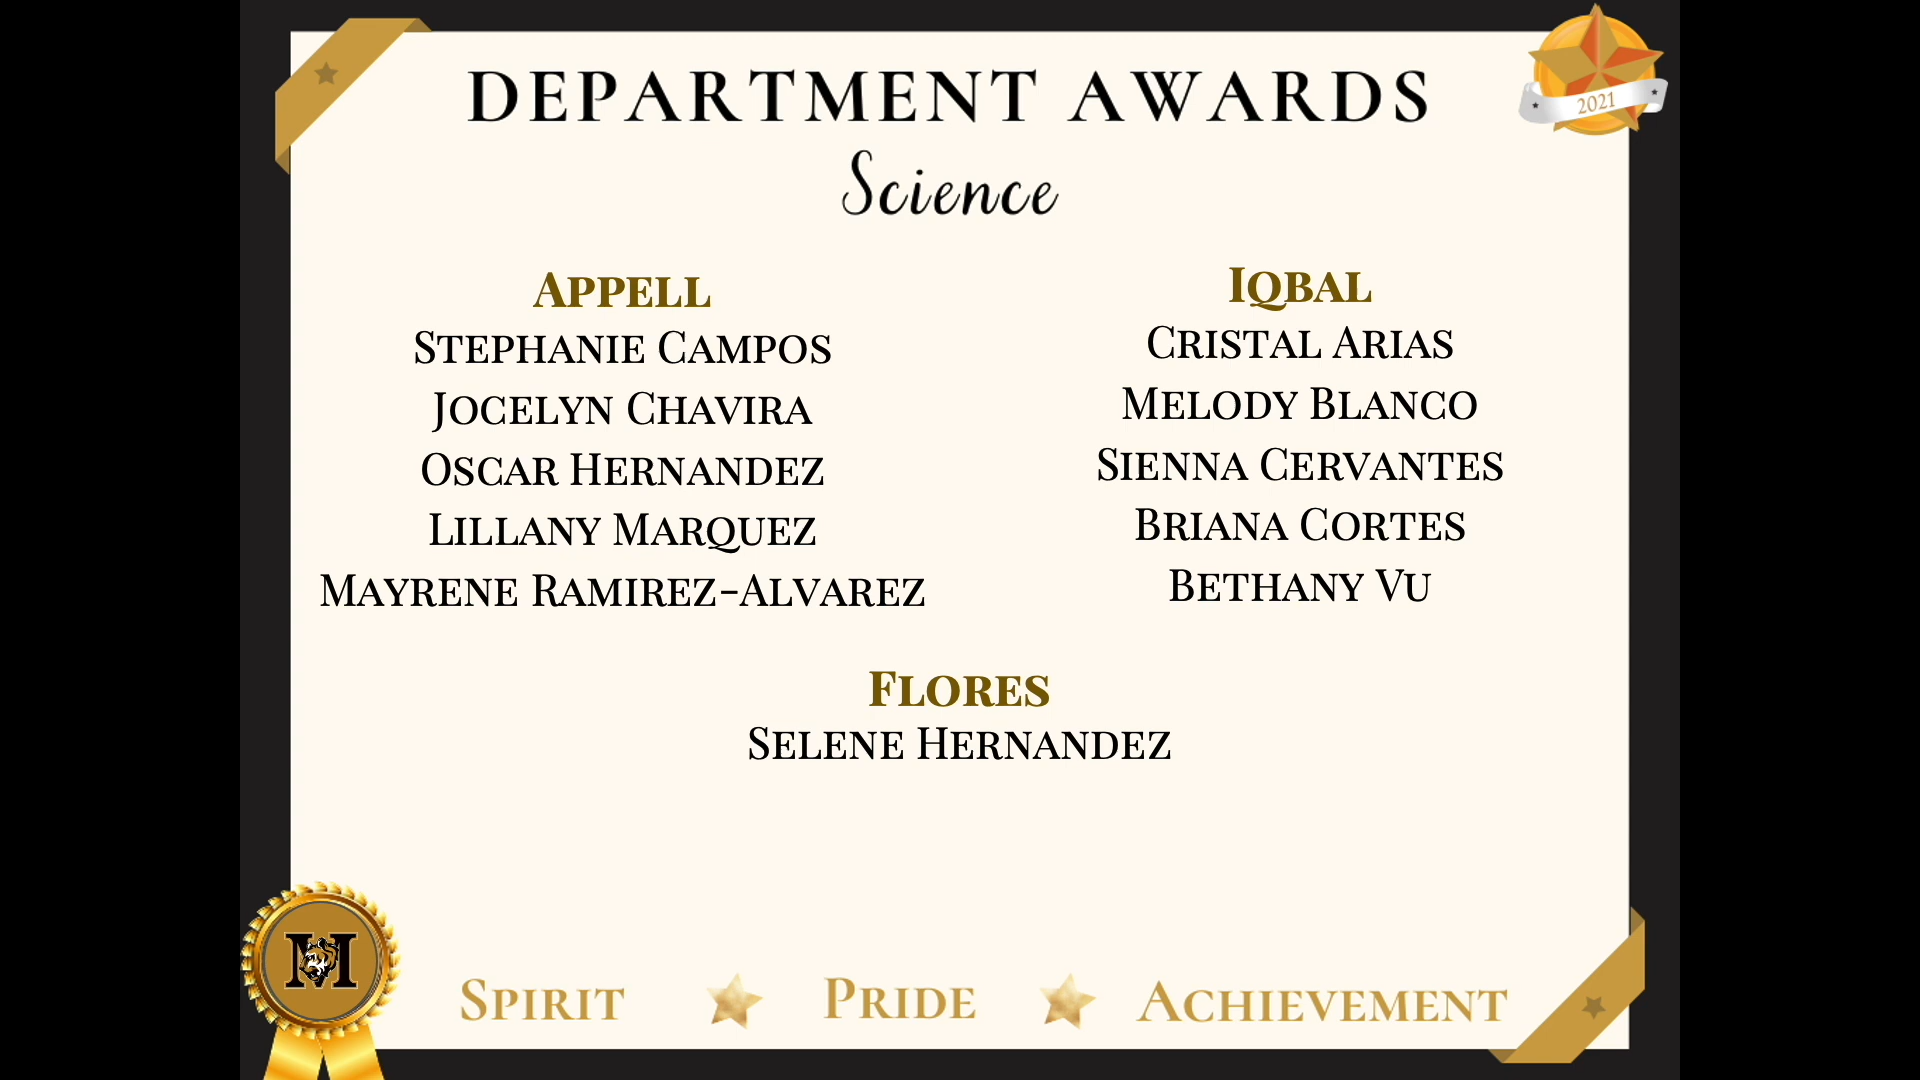 DEPARTMENT AWARDS
2021
Science
APPELL
STEPHANIE CAMPOS
JOCELYN CHAVIRA
OSCAR HERNANDEZ
LILLANY MARQUEZ
MAYRENE RAMIREZ-ALVAREZ
IQBAL
CRISTAL ARIAS
MELODY BLANCO
SIENNA CERVANTES
BRIANA CORTES
BETHANY VU
FLORES
SELENE HERNANDEZ
M
SPIRIT PRIDE ACHIEVEMENT